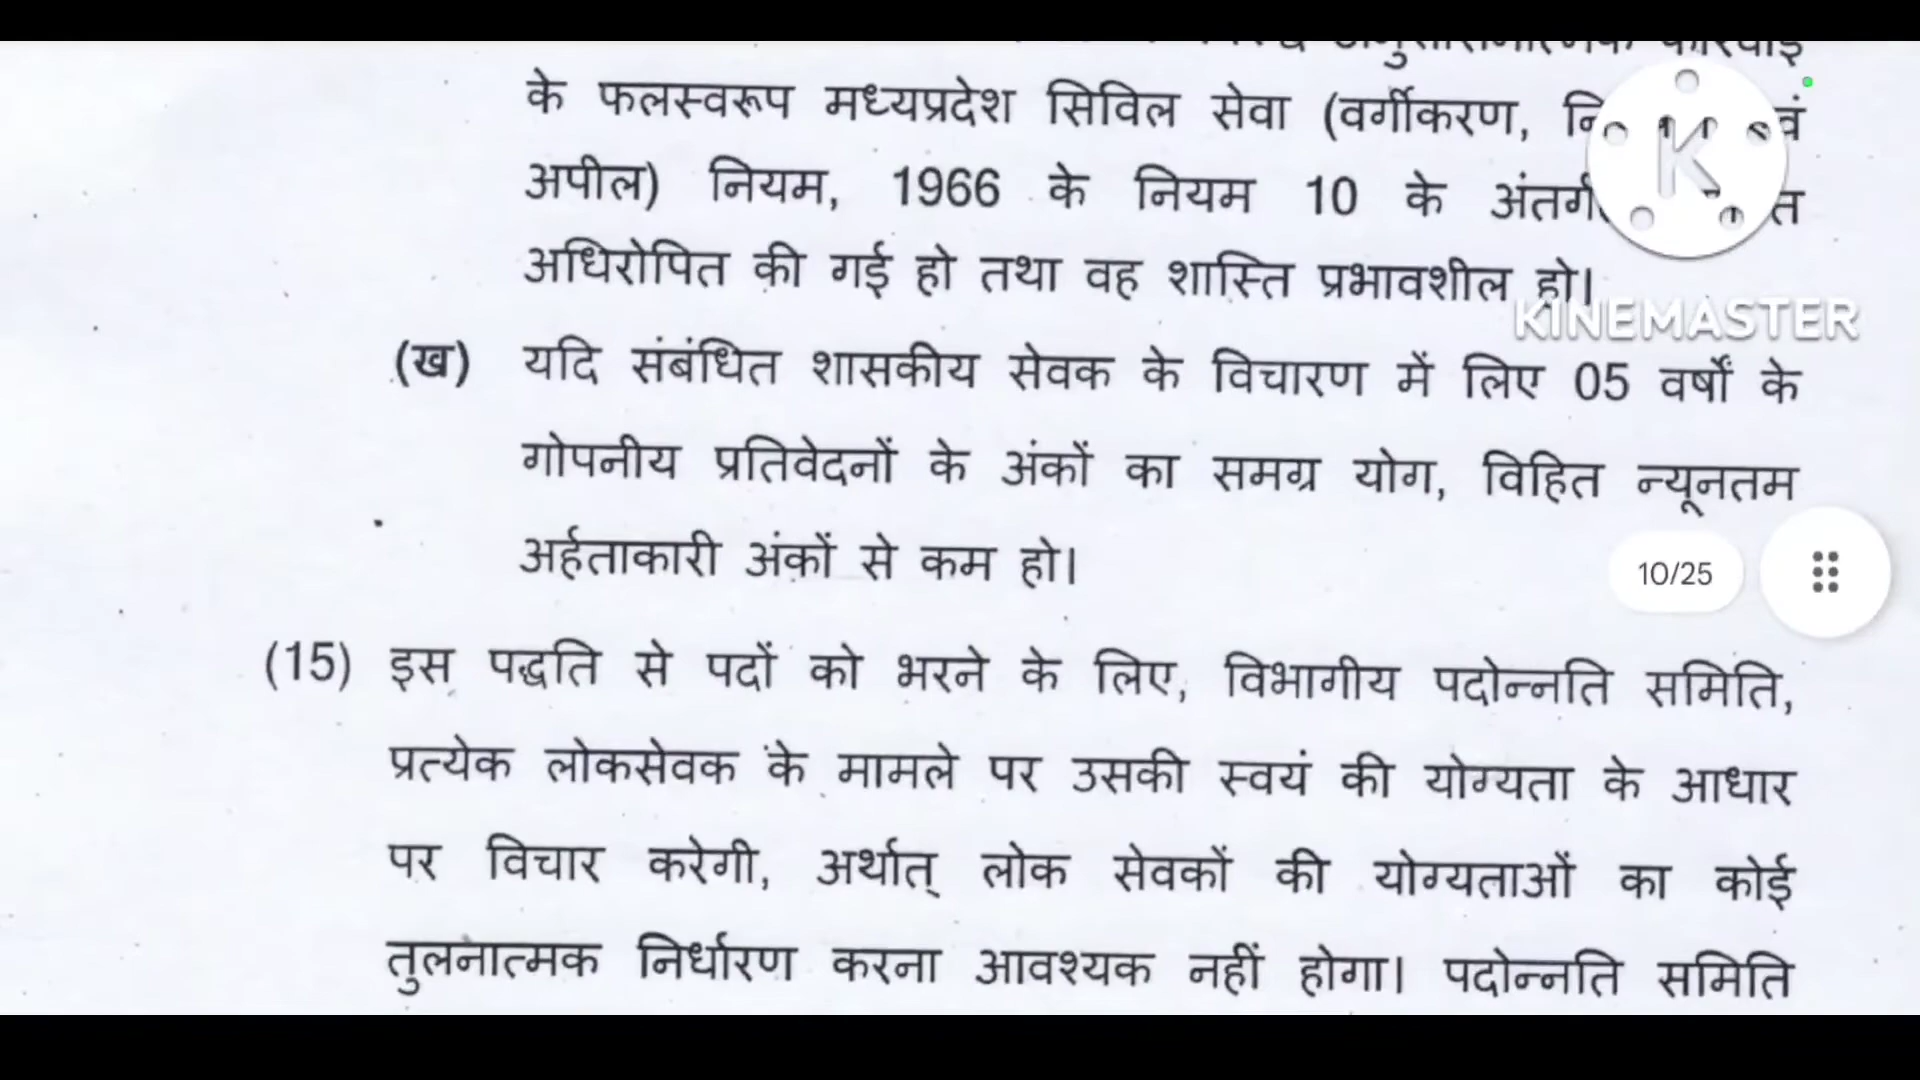 के फलस्वरूप मध्यप्रदेश सिविल सेवा (वर्गीकरण,
अपील) नियम, 1966 के नियम 10 के
अधिरोपित की गई हो तथा वह शास्ति प्रभावशील हो।
KINEMASTER
(ख) यदि संबंधित शासकीय सेवक के विचारण में लिए 05 वर्षों के
गोपनीय प्रतिवेदनों के अंकों का समग्र योग, विहित न्यूनतम
अर्हताकारी अंकों से कम हो।
10/25
(15) इस पद्धति से पदों को भरने के लिए, विभागीय पदोन्नति समिति,
प्रत्येक लोकसेवक के मामले पर उसकी स्वयं की योग्यता के आधार
पर विचार करेगी, अर्थात् लोक सेवकों की योग्यताओं का कोई
तुलनात्मक निर्धारण करना आवश्यक नहीं होगा। पदोन्नति समिति